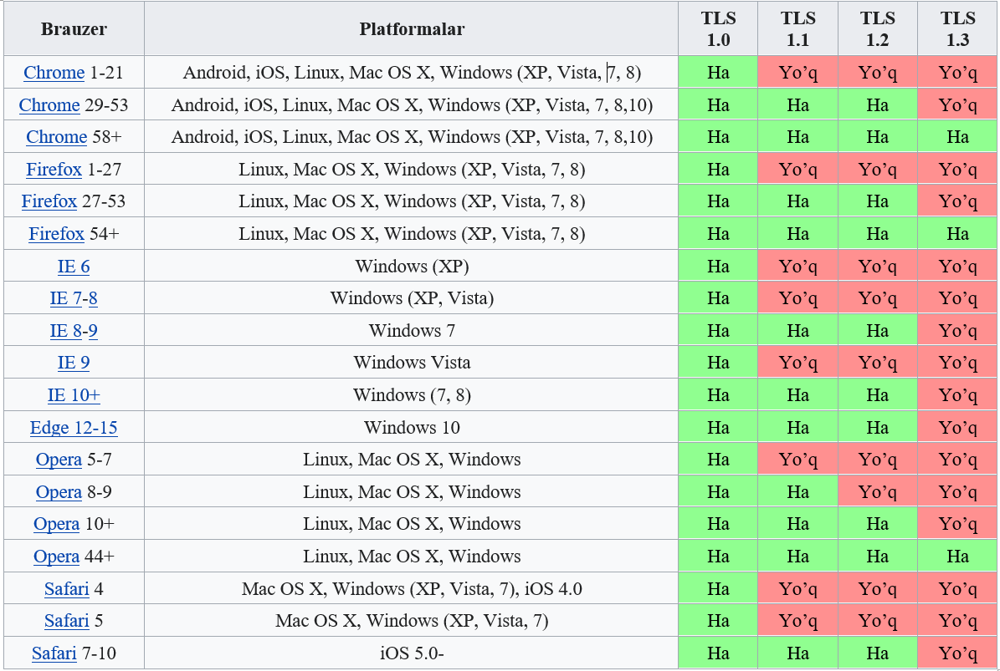 Brauzer Platformalar TLS 1.0 TLS 1.1 TLS 1.2 TLS 1.3
Chrome 1-21 Android, iOS, Linux, Mac OS X, Windows (XP, Vista, 7, 8) Ha Yo’q Yo’q Yo’q
Chrome 29-53 Android, iOS, Linux, Mac OS X, Windows (XP, Vista, 7, 8,10) Ha Ha Ha Yo’q
Chrome 58+ Android, iOS, Linux, Mac OS X, Windows (XP, Vista, 7, 8,10) Ha Ha Ha Ha
Firefox 1-27 Linux, Mac OS X, Windows (XP, Vista, 7, 8) Ha Yo’q Yo’q Yo’q
Firefox 27-53 Linux, Mac OS X, Windows (XP, Vista, 7, 8) Ha Ha Ha Yo’q
Firefox 54+ Linux, Mac OS X, Windows (XP, Vista, 7, 8) Ha Ha Ha Ha
IE 6 Windows (XP) Ha Yo’q Yo’q Yo’q
IE 7-8 Windows (XP, Vista) Ha Yo’q Yo’q Yo’q
IE 8-9 Windows 7 Ha Ha Ha Yo’q
IE 9 Windows Vista Ha Yo’q Yo’q Yo’q
IE 10+ Windows (7, 8) Ha Ha Ha Yo’q
Edge 12-15 Windows 10 Ha Ha Ha Yo’q
Opera 5-7 Linux, Mac OS X, Windows Ha Yo’q Yo’q Yo’q
Opera 8-9 Linux, Mac OS X, Windows Ha Ha Yo’q Yo’q
Opera 10+ Linux, Mac OS X, Windows Ha Ha Ha Yo’q
Opera 44+ Linux, Mac OS X, Windows Ha Ha Ha Ha
Safari 4 Mac OS X, Windows (XP, Vista, 7), iOS 4.0 Ha Yo’q Yo’q Yo’q
Safari 5 Mac OS X, Windows (XP, Vista, 7) Ha Yo’q Yo’q Yo’q
Safari 7-10 iOS 5.0- Ha Ha Ha Yo’q